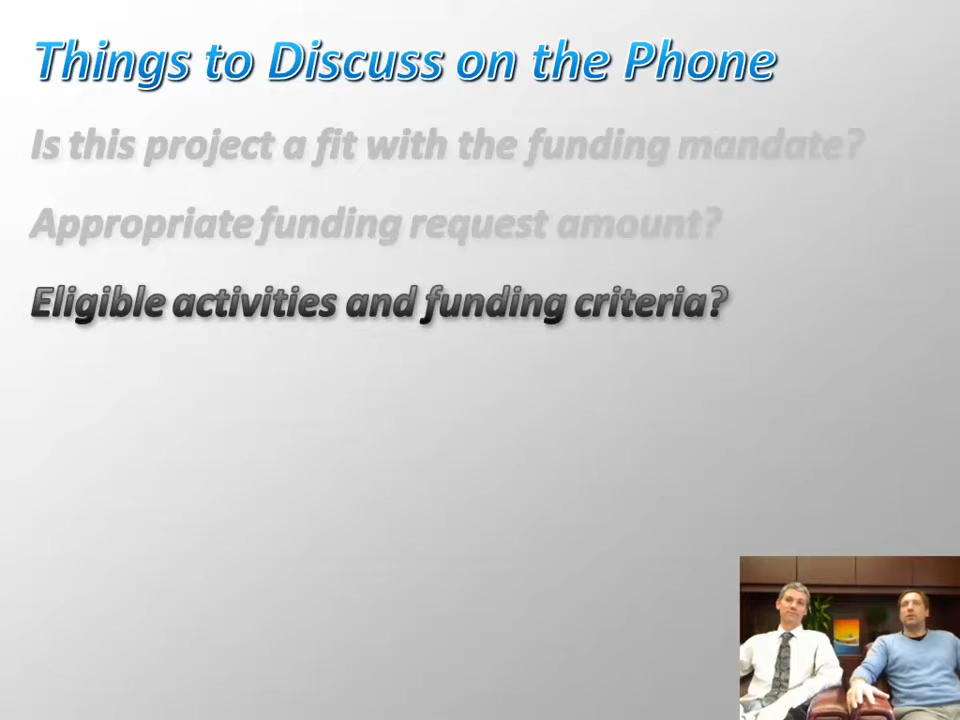 Things to Discuss on the Phone
Is this project a fit with the funding mandate?
Appropriate funding request amount?
Eligible activities and funding criteria?